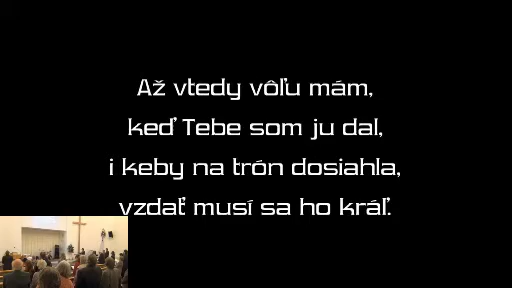 Až vtedy vôľu mám,
keď Tebe som ju dal,
i keby na trón dosiahla,
vzdať musí sa ho kráľ.